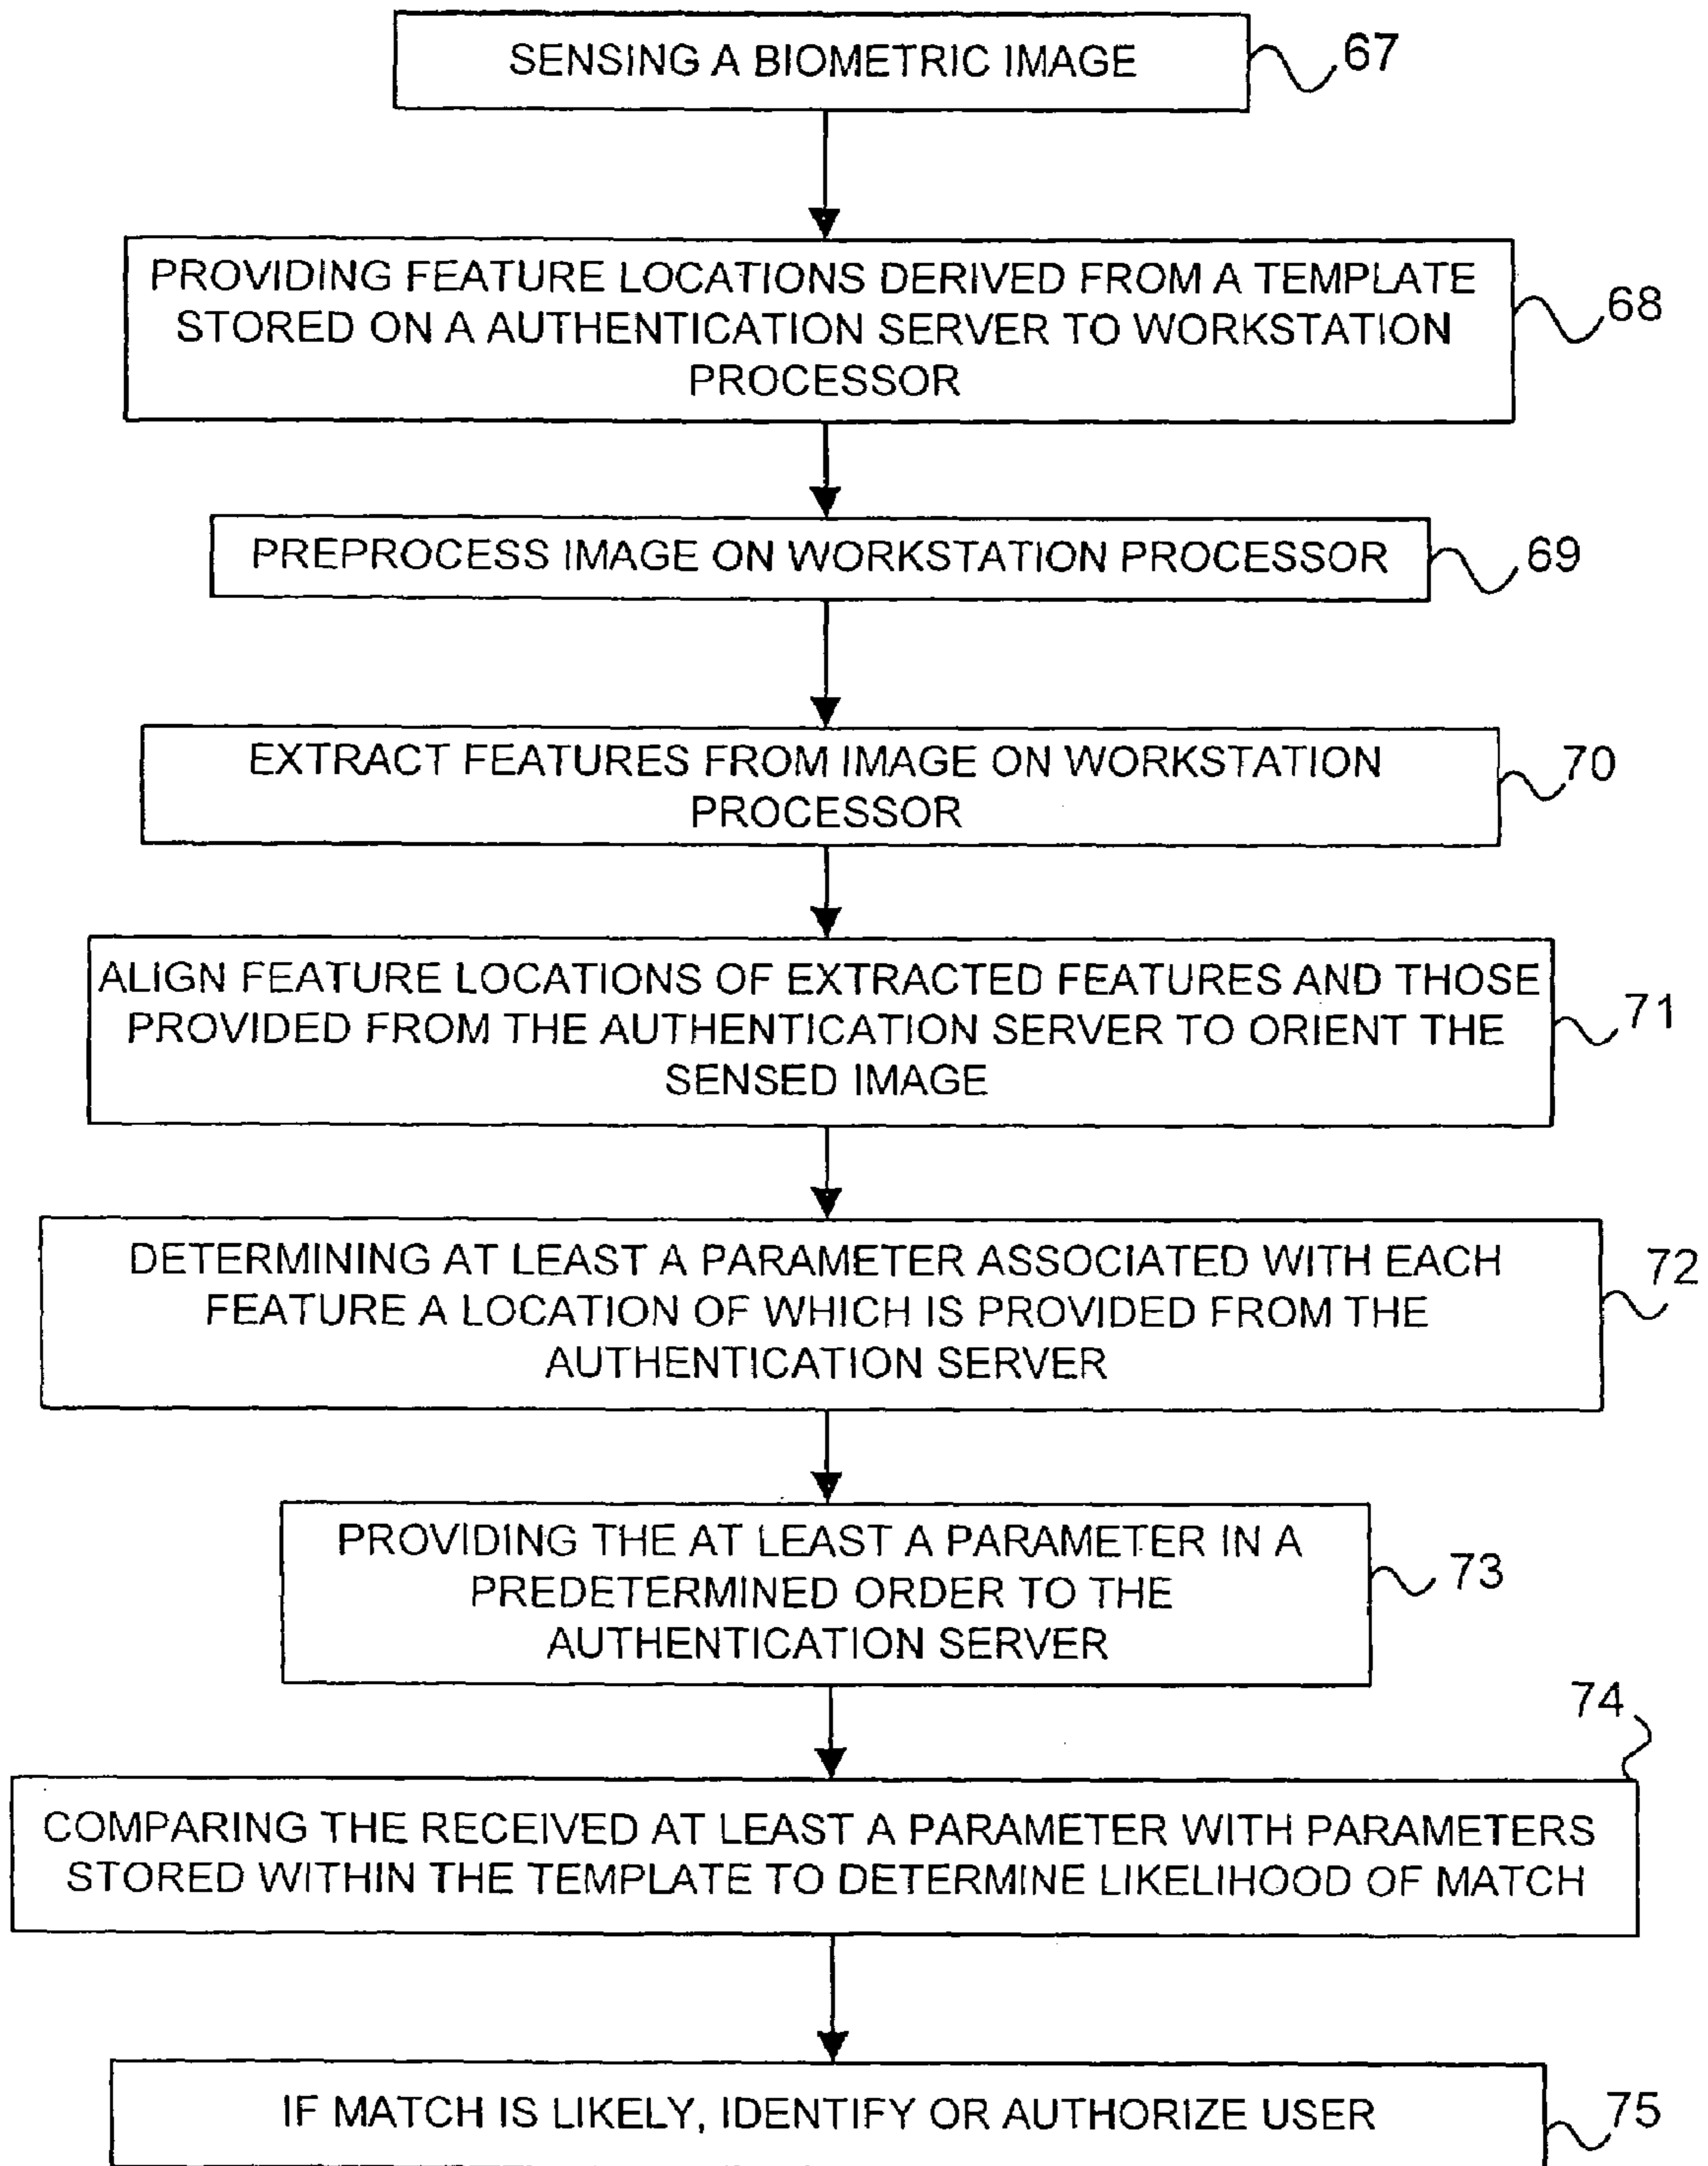 SENSING A BIOMETRIC IMAGE
67
PROVIDING FEATURE LOCATIONS DERIVED FROM A TEMPLATE
STORED ON A AUTHENTICATION SERVER TO WORKSTATION
PROCESSOR
68
PREPROCESS IMAGE ON WORKSTATION PROCESSOR
69
EXTRACT FEATURES FROM IMAGE ON WORKSTATION
PROCESSOR
70
ALIGN FEATURE LOCATIONS OF EXTRACTED FEATURES AND THOSE
PROVIDED FROM THE AUTHENTICATION SERVER TO ORIENT THE
SENSED IMAGE
71
DETERMINING AT LEAST A PARAMETER ASSOCIATED WITH EACH
FEATURE A LOCATION OF WHICH IS PROVIDED FROM THE
AUTHENTICATION SERVER
72
PROVIDING THE AT LEAST A PARAMETER IN A
PREDETERMINED ORDER TO THE
AUTHENTICATION SERVER
73
74
COMPARING THE RECEIVED AT LEAST A PARAMETER WITH PARAMETERS
STORED WITHIN THE TEMPLATE TO DETERMINE LIKELIHOOD OF MATCH
IF MATCH IS LIKELY, IDENTIFY OR AUTHORIZE USER
75